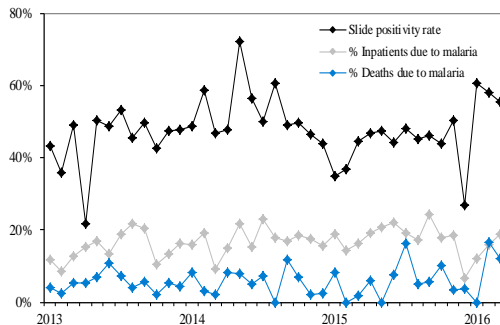 80%
60%
40%
20%
0%
Slide positivity rate
% Inpatients due to malaria
% Deaths due to malaria
2013 2014 2015 2016